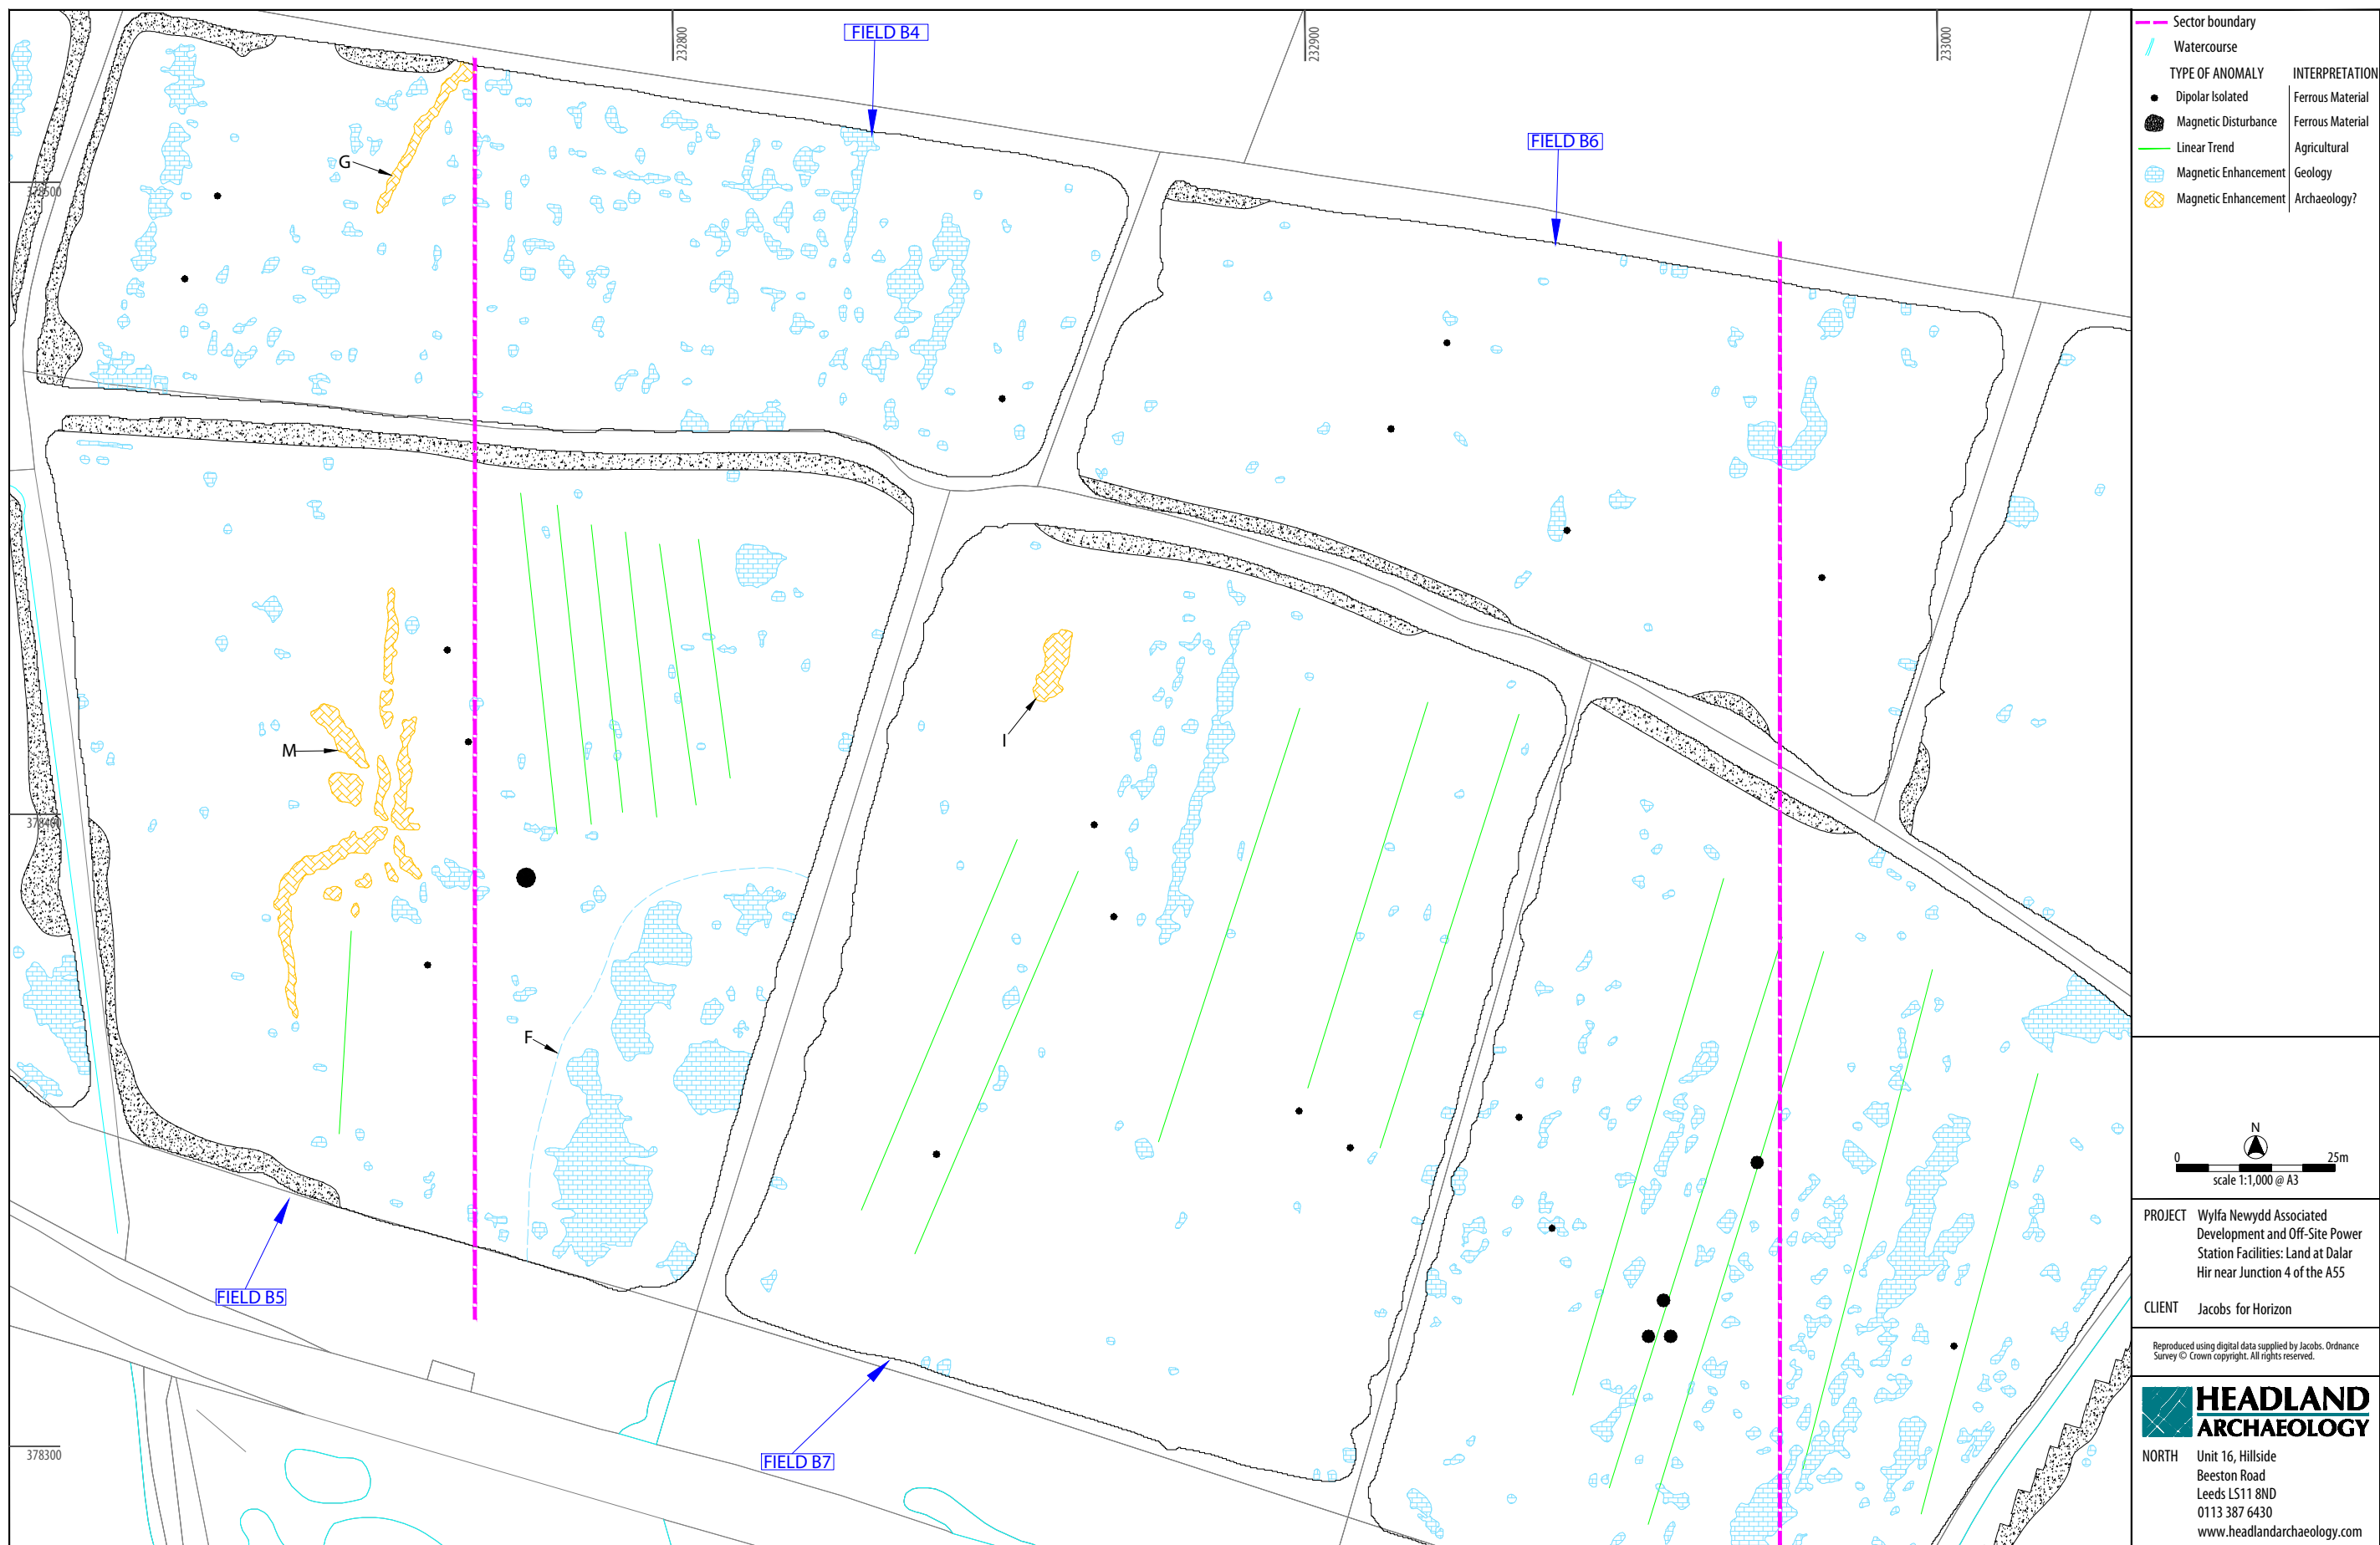 FIELD B4
232800
232900
233000
FIELD B6
G
378500
M
I
378400
F
FIELD B5
FIELD B7
378300
Sector boundary
Watercourse
TYPE OF ANOMALY INTERPRETATION
Dipolar Isolated Ferrous Material
Magnetic Disturbance Ferrous Material
Linear Trend Agricultural
Magnetic Enhancement Geology
Magnetic Enhancement Archaeology?
N
0 25m
scale 1:1,000 @ A3
PROJECT Wylfa Newydd Associated
Development and Off-Site Power
Station Facilities: Land at Dalar
Hir near Junction 4 of the A55
CLIENT Jacobs for Horizon
Reproduced using digital data supplied by Jacobs. Ordnance
Survey © Crown copyright. All rights reserved.
HEADLAND
ARCHAEOLOGY
NORTH Unit 16, Hillside
Beeston Road
Leeds LS11 8ND
0113 387 6430
www.headlandarchaeology.com